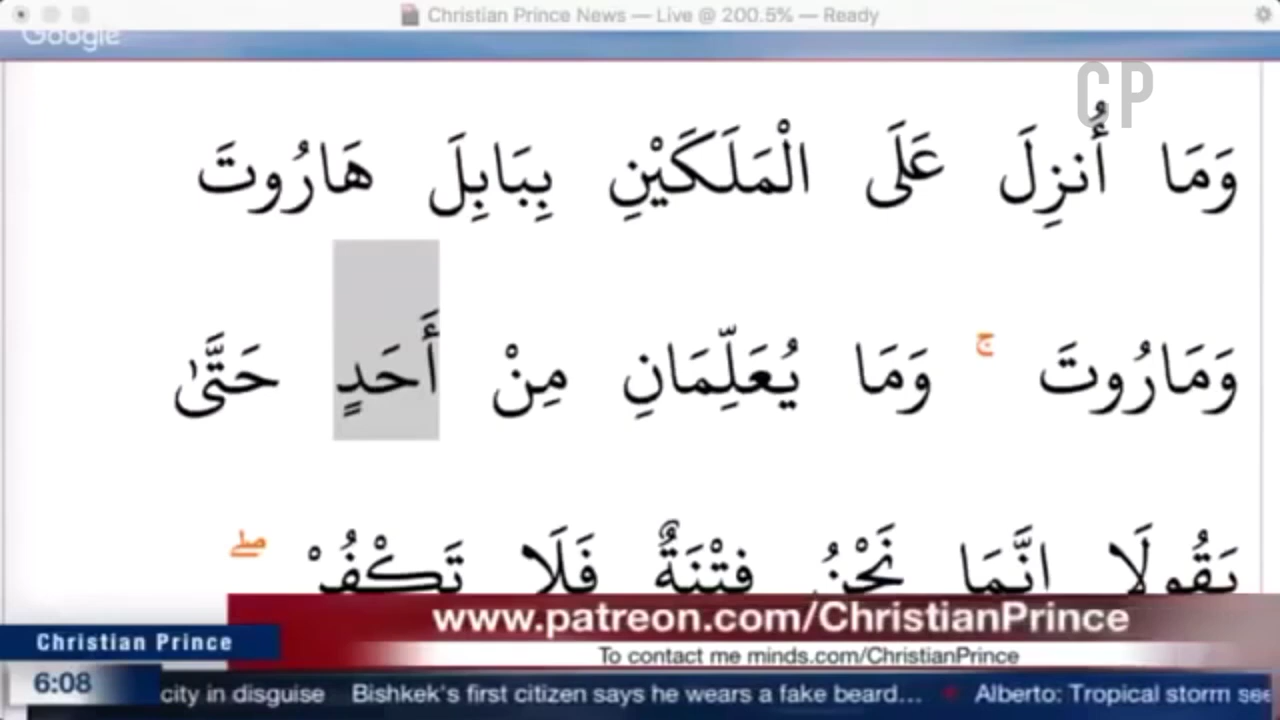 Christian Prince News — Live @ 200.5% — Ready
Google
CP
وَمَا أُنزِلَ عَلَى الْمَلَكَيْنِ بِبَابِلَ هَارُوتَ
وَمَارُوتَ ۚ وَمَا يُعَلِّمَانِ مِنْ أَحَدٍ حَتَّىٰ
يَقُولَا إِنَّمَا نَحْنُ فِتْنَةٌ فَلَا تَكْفُرْ ۖ
www.patreon.com/ChristianPrince
Christian Prince
To contact me minds.com/ChristianPrince
6:08
city in disguise Bishkek's first citizen says he wears a fake beard... Alberto: Tropical storm see